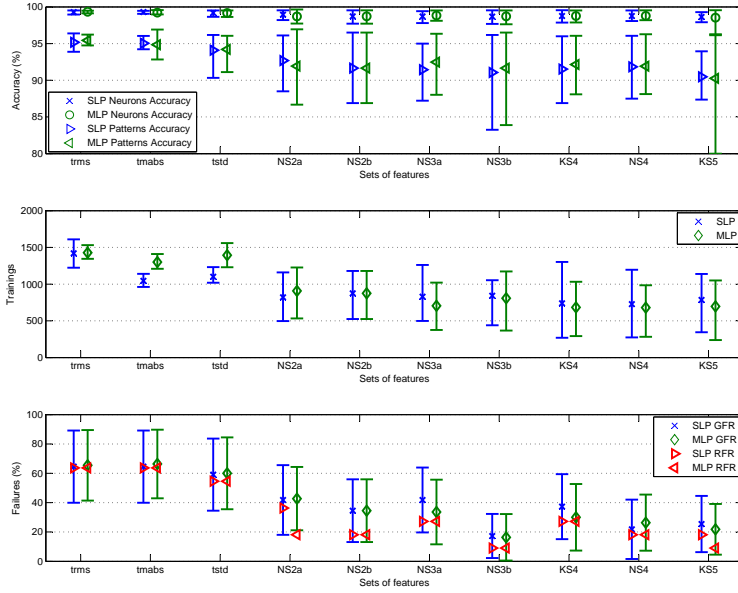 100
95
90
85
80
Accuracy (%)
SLP Neurons Accuracy
MLP Neurons Accuracy
SLP Patterns Accuracy
MLP Patterns Accuracy
trms tmabs tstd NS2a NS2b NS3a NS3b KS4 NS4 KS5
Sets of features
2000
1500
1000
500
0
Trainings
SLP
MLP
trms tmabs tstd NS2a NS2b NS3a NS3b KS4 NS4 KS5
Sets of features
100
80
60
40
20
0
Failures (%)
SLP GFR
MLP GFR
SLP RFR
MLP RFR
trms tmabs tstd NS2a NS2b NS3a NS3b KS4 NS4 KS5
Sets of features